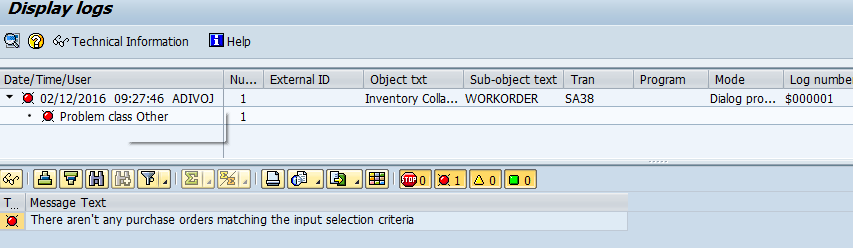 Display logs
Technical Information Help
Date/Time/User Nu... External ID Object txt Sub-object text Tran Program Mode Log number
02/12/2016 09:27:46 ADIVOJ 1 Inventory Colla... WORKORDER SA38 Dialog pro... $000001
Problem class Other 1
STOP 0 1 0 0
T... Message Text
There aren't any purchase orders matching the input selection criteria